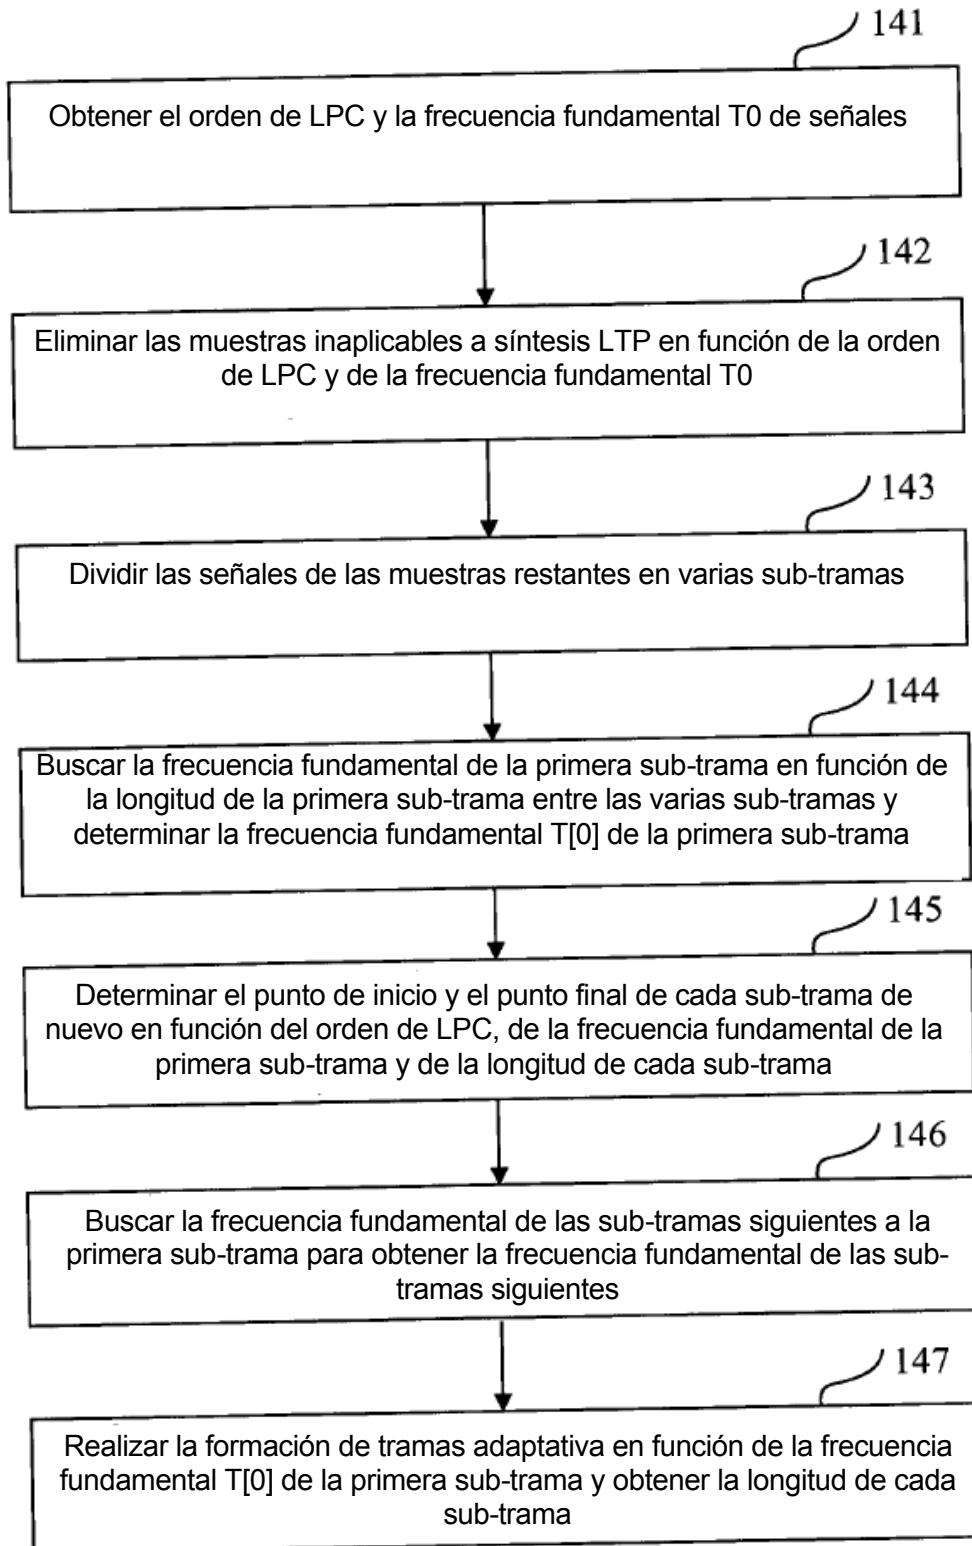 141
Obtener el orden de LPC y la frecuencia fundamental T0 de señales
142
Eliminar las muestras inaplicables a síntesis LTP en función de la orden
de LPC y de la frecuencia fundamental T0
143
Dividir las señales de las muestras restantes en varias sub-tramas
144
Buscar la frecuencia fundamental de la primera sub-trama en función de
la longitud de la primera sub-trama entre las varias sub-tramas y
determinar la frecuencia fundamental T[0] de la primera sub-trama
145
Determinar el punto de inicio y el punto final de cada sub-trama de
nuevo en función del orden de LPC, de la frecuencia fundamental de la
primera sub-trama y de la longitud de cada sub-trama
146
Buscar la frecuencia fundamental de las sub-tramas siguientes a la
primera sub-trama para obtener la frecuencia fundamental de las sub-
tramas siguientes
147
Realizar la formación de tramas adaptativa en función de la frecuencia
fundamental T[0] de la primera sub-trama y obtener la longitud de cada
sub-trama